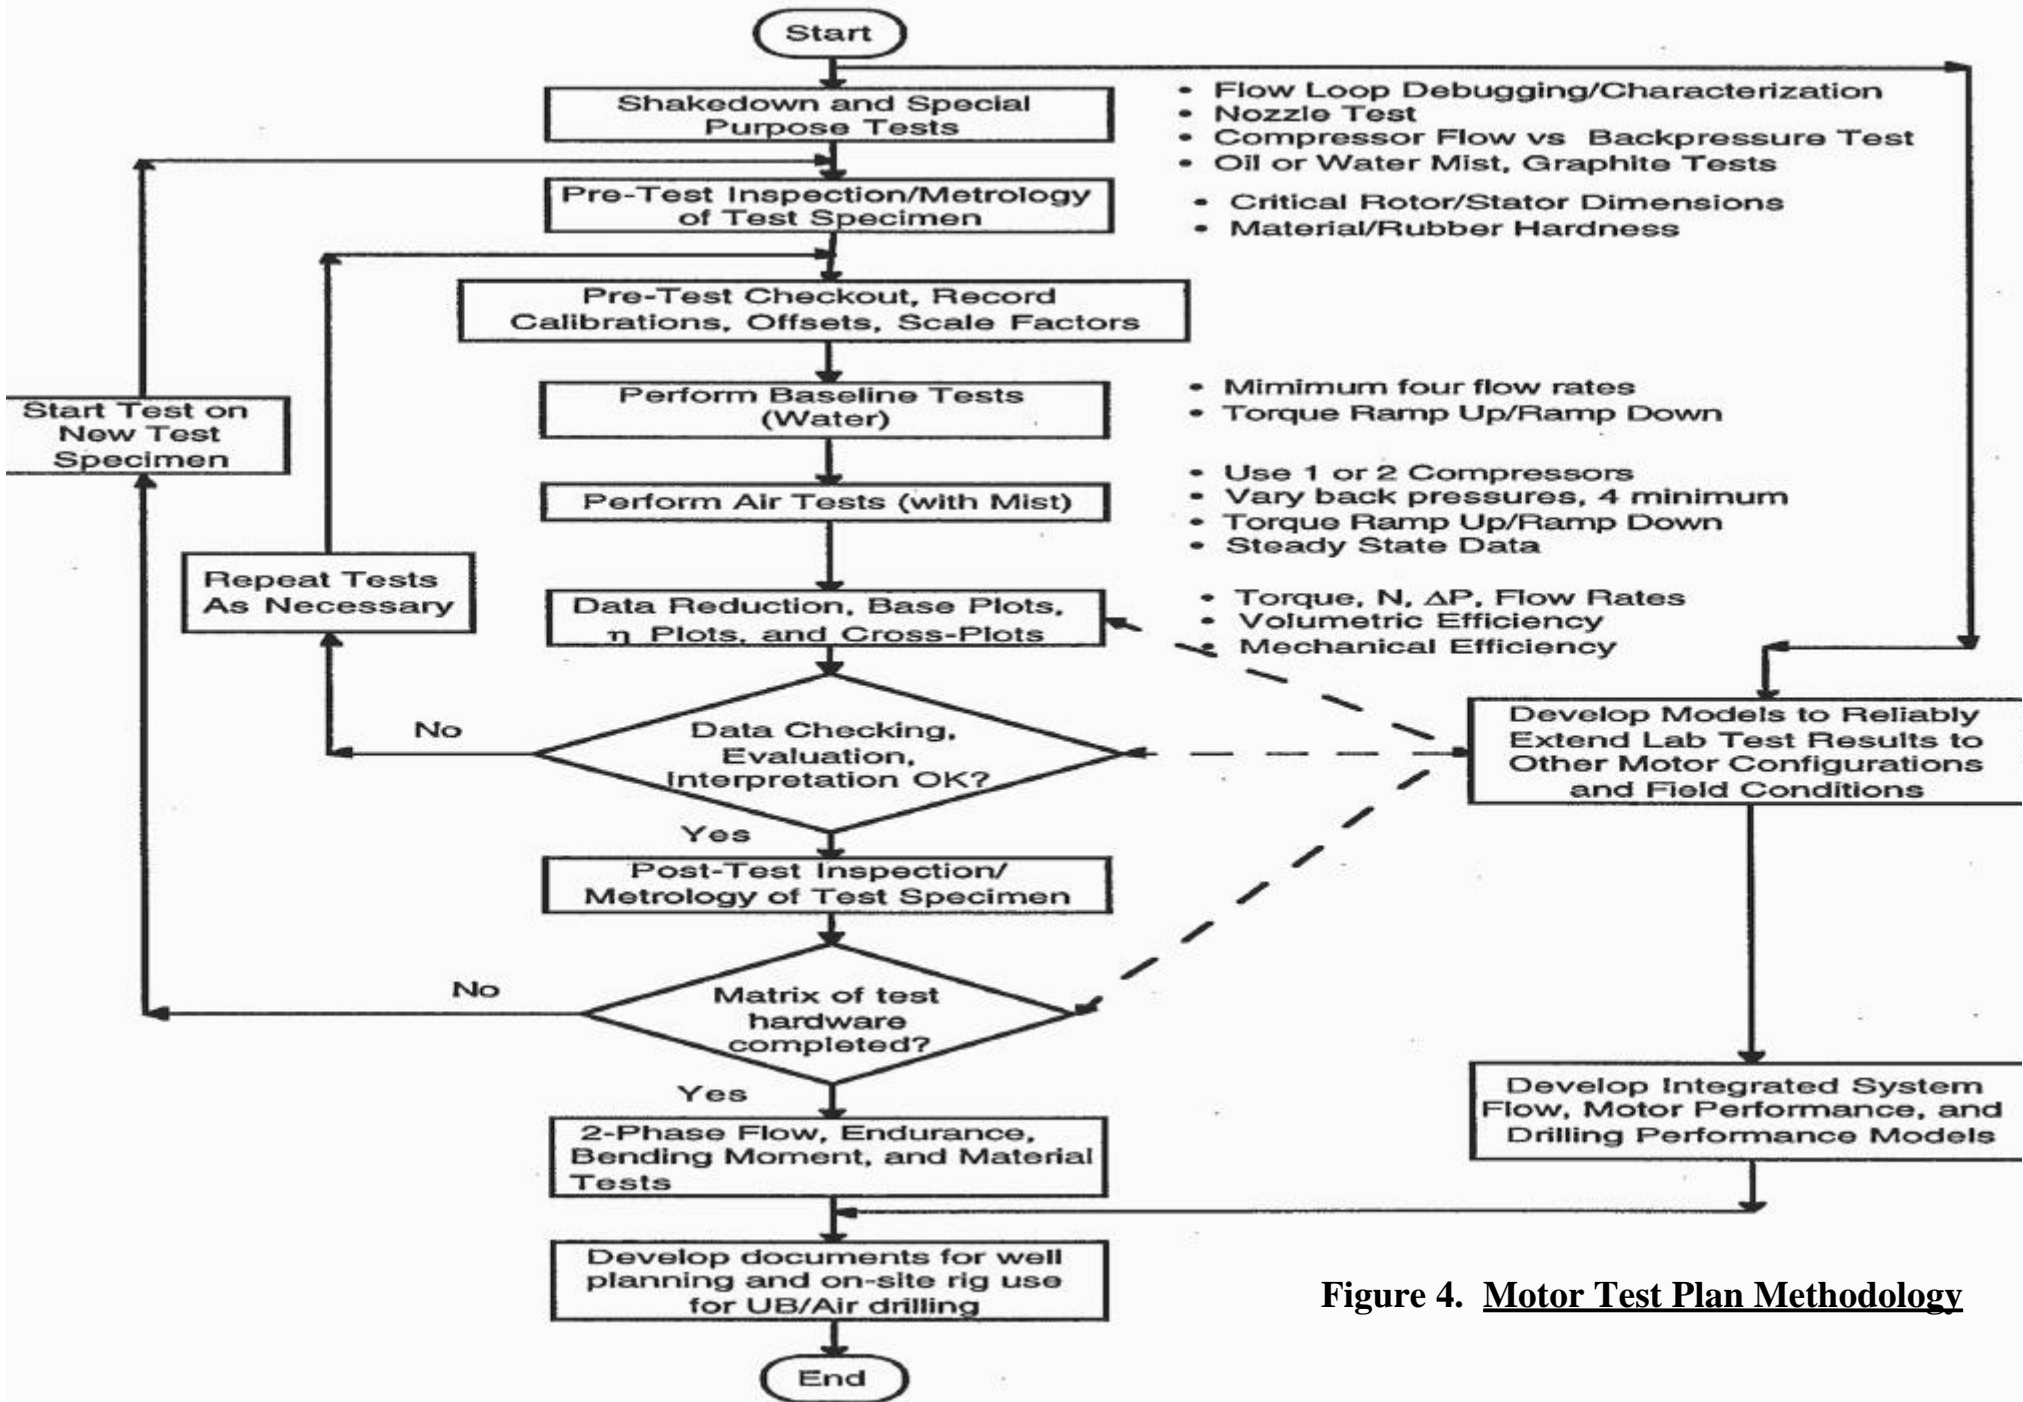 Start
Shakedown and Special
Purpose Tests
• Flow Loop Debugging/Characterization
• Nozzle Test
• Compressor Flow vs Backpressure Test
• Oil or Water Mist, Graphite Tests
Pre-Test Inspection/Metrology
of Test Specimen
• Critical Rotor/Stator Dimensions
• Material/Rubber Hardness
Pre-Test Checkout, Record
Calibrations, Offsets, Scale Factors
Perform Baseline Tests
(Water)
• Mimimum four flow rates
• Torque Ramp Up/Ramp Down
Start Test on
New Test
Specimen
Perform Air Tests (with Mist)
• Use 1 or 2 Compressors
• Vary back pressures, 4 minimum
• Torque Ramp Up/Ramp Down
• Steady State Data
Repeat Tests
As Necessary
Data Reduction, Base Plots,
η Plots, and Cross-Plots
• Torque, N, ΔP, Flow Rates
• Volumetric Efficiency
• Mechanical Efficiency
No
Data Checking,
Evaluation,
Interpretation OK?
Develop Models to Reliably
Extend Lab Test Results to
Other Motor Configurations
and Field Conditions
Yes
Post-Test Inspection/
Metrology of Test Specimen
No
Matrix of test
hardware
completed?
Yes
Develop Integrated System
Flow, Motor Performance, and
Drilling Performance Models
2-Phase Flow, Endurance,
Bending Moment, and Material
Tests
Develop documents for well
planning and on-site rig use
for UB/Air drilling
Figure 4. Motor Test Plan Methodology
End